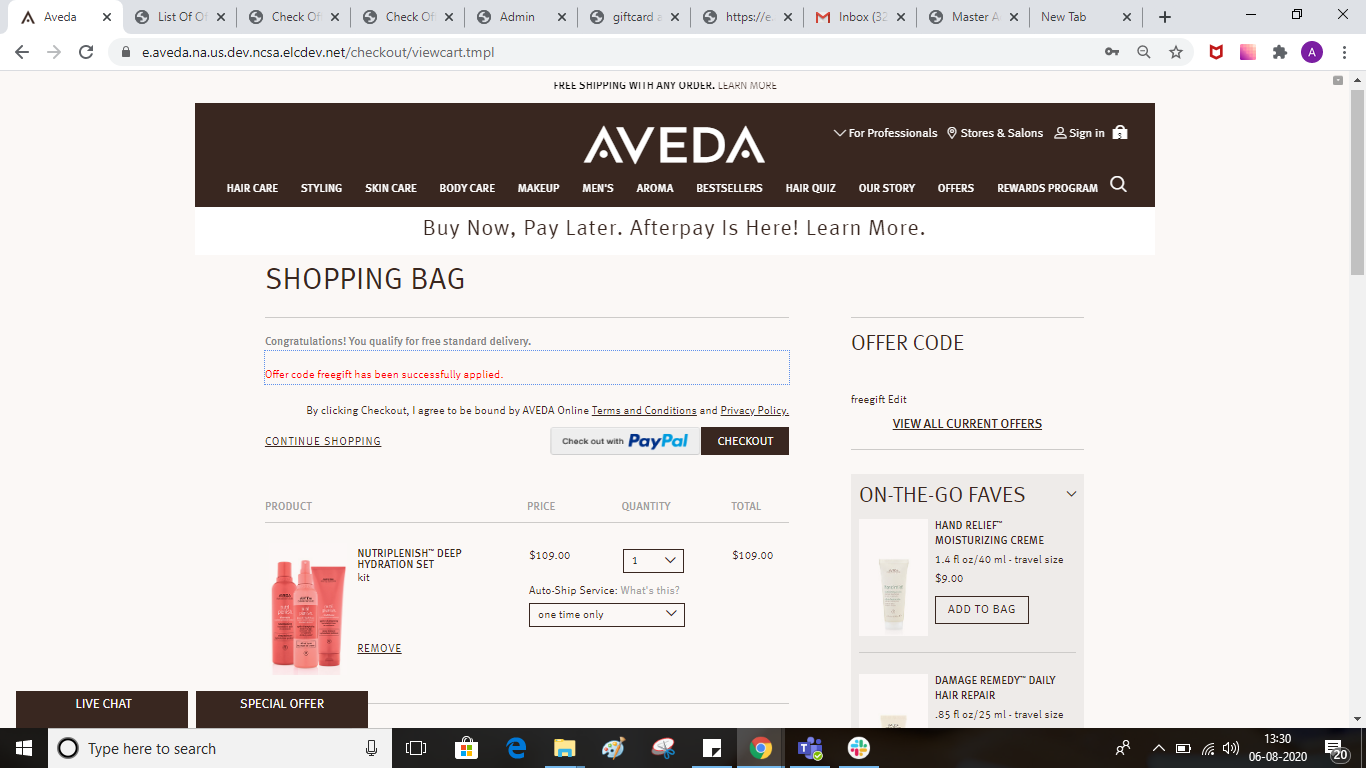 Aveda
List Of Of
Check Of
Check Of
Admin
giftcard a
https://e.
Inbox (32
Master A
New Tab
e.aveda.na.us.dev.ncsa.elcdev.net/checkout/viewcart.tmpl
A
FREE SHIPPING WITH ANY ORDER. LEARN MORE
AVEDA
For Professionals
Stores & Salons
Sign in
HAIR CARE
STYLING
SKIN CARE
BODY CARE
MAKEUP
MEN'S
AROMA
BESTSELLERS
HAIR QUIZ
OUR STORY
OFFERS
REWARDS PROGRAM
Buy Now, Pay Later. Afterpay Is Here! Learn More.
SHOPPING BAG
Congratulations! You qualify for free standard delivery.
Offer code freegift has been successfully applied.
By clicking Checkout, I agree to be bound by AVEDA Online Terms and Conditions and Privacy Policy.
CONTINUE SHOPPING
Check out with PayPal
CHECKOUT
PRODUCT
PRICE
QUANTITY
TOTAL
NUTRIPLENISH™ DEEP
HYDRATION SET
kit
$109.00
1
$109.00
Auto-Ship Service: What's this?
one time only
REMOVE
OFFER CODE
freegift Edit
VIEW ALL CURRENT OFFERS
ON-THE-GO FAVES
HAND RELIEF™
MOISTURIZING CREME
1.4 fl oz/40 ml - travel size
$9.00
ADD TO BAG
DAMAGE REMEDY™ DAILY
HAIR REPAIR
.85 fl oz/25 ml - travel size
LIVE CHAT
SPECIAL OFFER
Type here to search
13:30
06-08-2020
20